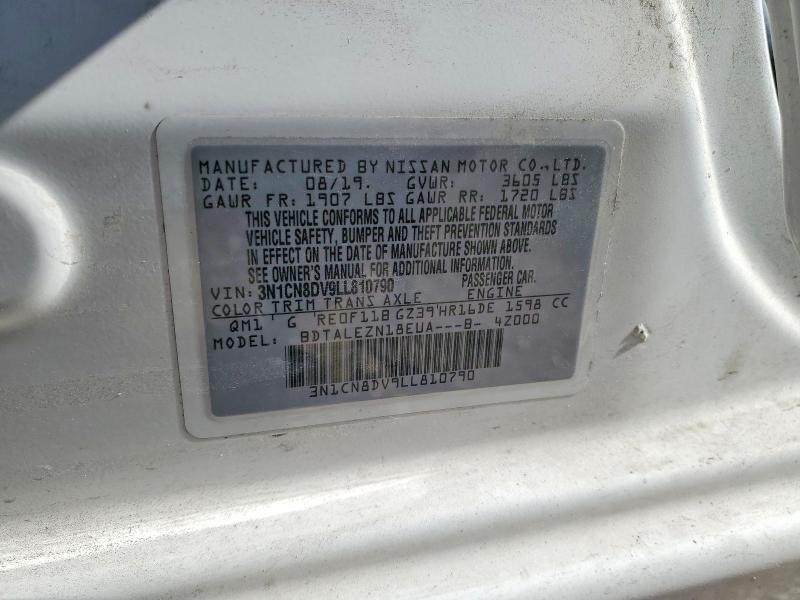 MANUFACTURED BY NISSAN MOTOR CO.,LTD.
DATE: 08/19. GVWR: 3605 LBS
GAWR FR: 1907 LBS GAWR RR: 1720 LBS
THIS VEHICLE CONFORMS TO ALL APPLICABLE FEDERAL MOTOR
VEHICLE SAFETY, BUMPER AND THEFT PREVENTION STANDARDS
IN EFFECT ON THE DATE OF MANUFACTURE SHOWN ABOVE.
SEE OWNER'S MANUAL FOR ADDITIONAL INFORMATION.
VIN: 3N1CN8DV9LL810790 PASSENGER CAR.
COLOR TRIM TRANS AXLE ENGINE
QM1 G RE0F11B GZ39 HR16DE 1598 CC
MODEL: BDTALEZN18EUA---B- 4Z000
3N1CN8DV9LL810790